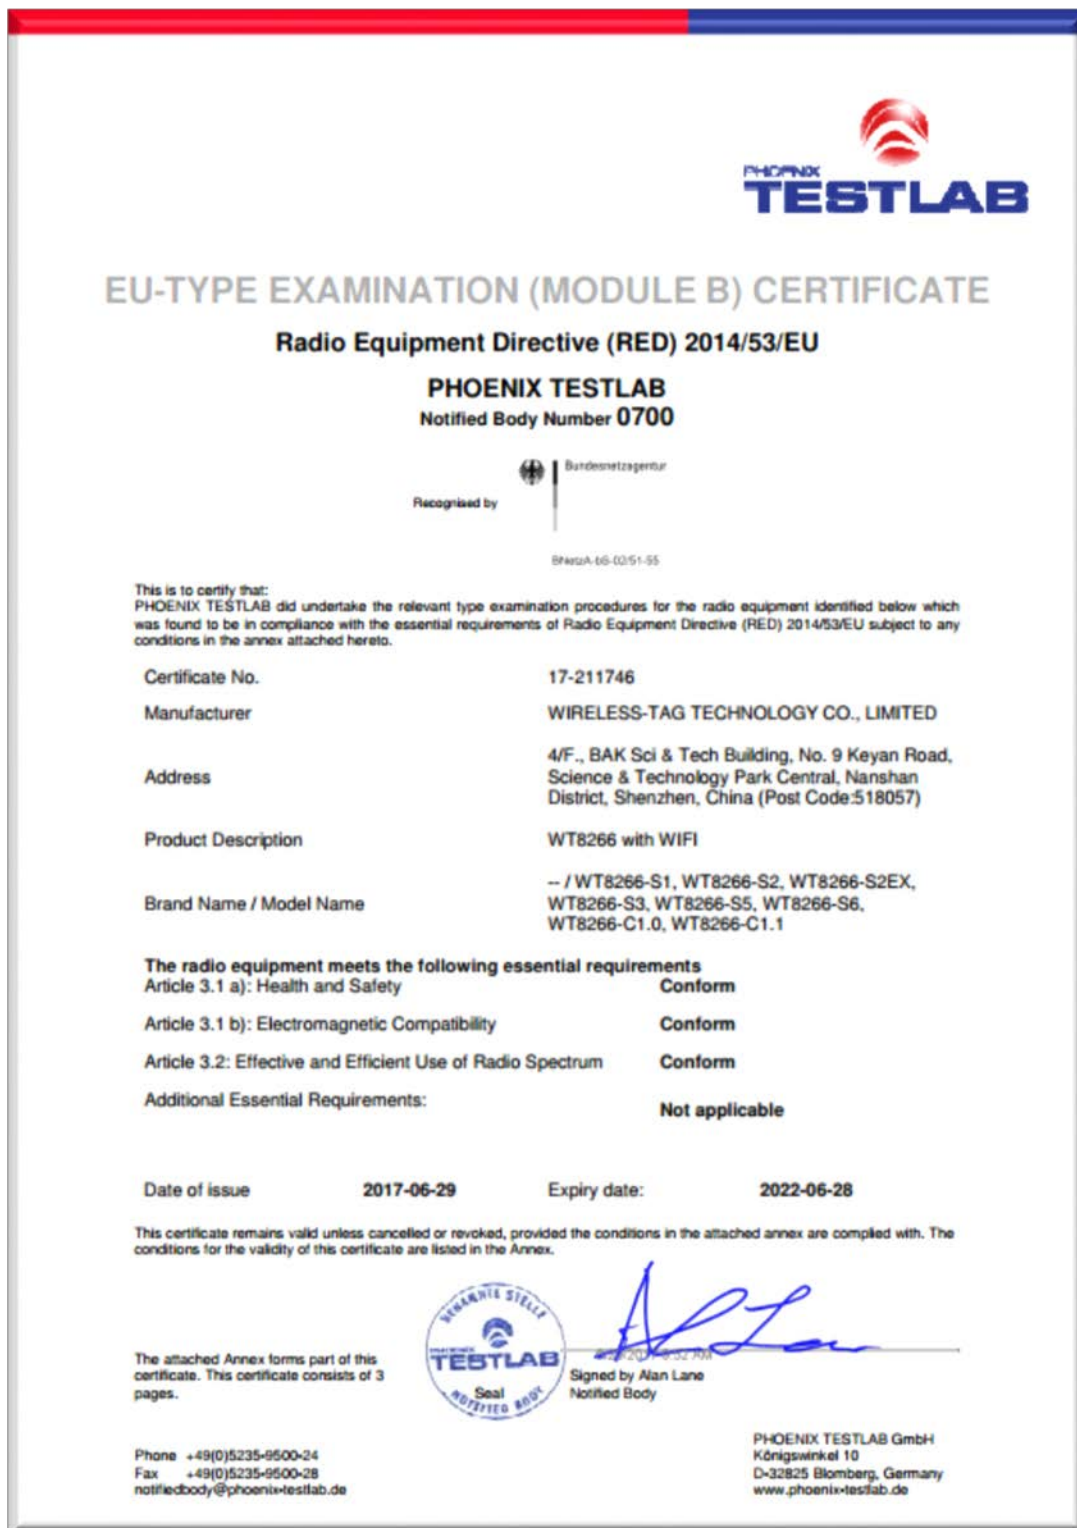 PHOENIX
TESTLAB
EU-TYPE EXAMINATION (MODULE B) CERTIFICATE
Radio Equipment Directive (RED) 2014/53/EU
PHOENIX TESTLAB
Notified Body Number 0700
Bundesnetzagentur
Recognised by
BNetzA-bS-02/51-55
This is to certify that:
PHOENIX TESTLAB did undertake the relevant type examination procedures for the radio equipment identified below which
was found to be in compliance with the essential requirements of Radio Equipment Directive (RED) 2014/53/EU subject to any
conditions in the annex attached hereto.
Certificate No. 17-211746
Manufacturer WIRELESS-TAG TECHNOLOGY CO., LIMITED
Address 4/F., BAK Sci & Tech Building, No. 9 Keyan Road,
Science & Technology Park Central, Nanshan
District, Shenzhen, China (Post Code:518057)
Product Description WT8266 with WIFI
Brand Name / Model Name -- / WT8266-S1, WT8266-S2, WT8266-S2EX,
WT8266-S3, WT8266-S5, WT8266-S6,
WT8266-C1.0, WT8266-C1.1
The radio equipment meets the following essential requirements
Article 3.1 a): Health and Safety Conform
Article 3.1 b): Electromagnetic Compatibility Conform
Article 3.2: Effective and Efficient Use of Radio Spectrum Conform
Additional Essential Requirements: Not applicable
Date of issue 2017-06-29 Expiry date: 2022-06-28
This certificate remains valid unless cancelled or revoked, provided the conditions in the attached annex are complied with. The
conditions for the validity of this certificate are listed in the Annex.
BENANNTE STELLE
PHOENIX
TESTLAB
Seal
NOTIFIED BODY
The attached Annex forms part of this
certificate. This certificate consists of 3
pages.
Signed by Alan Lane
Notified Body
Phone +49(0)5235-9500-24
Fax +49(0)5235-9500-28
notifiedbody@phoenix-testlab.de
PHOENIX TESTLAB GmbH
Königswinkel 10
D-32825 Blomberg, Germany
www.phoenix-testlab.de